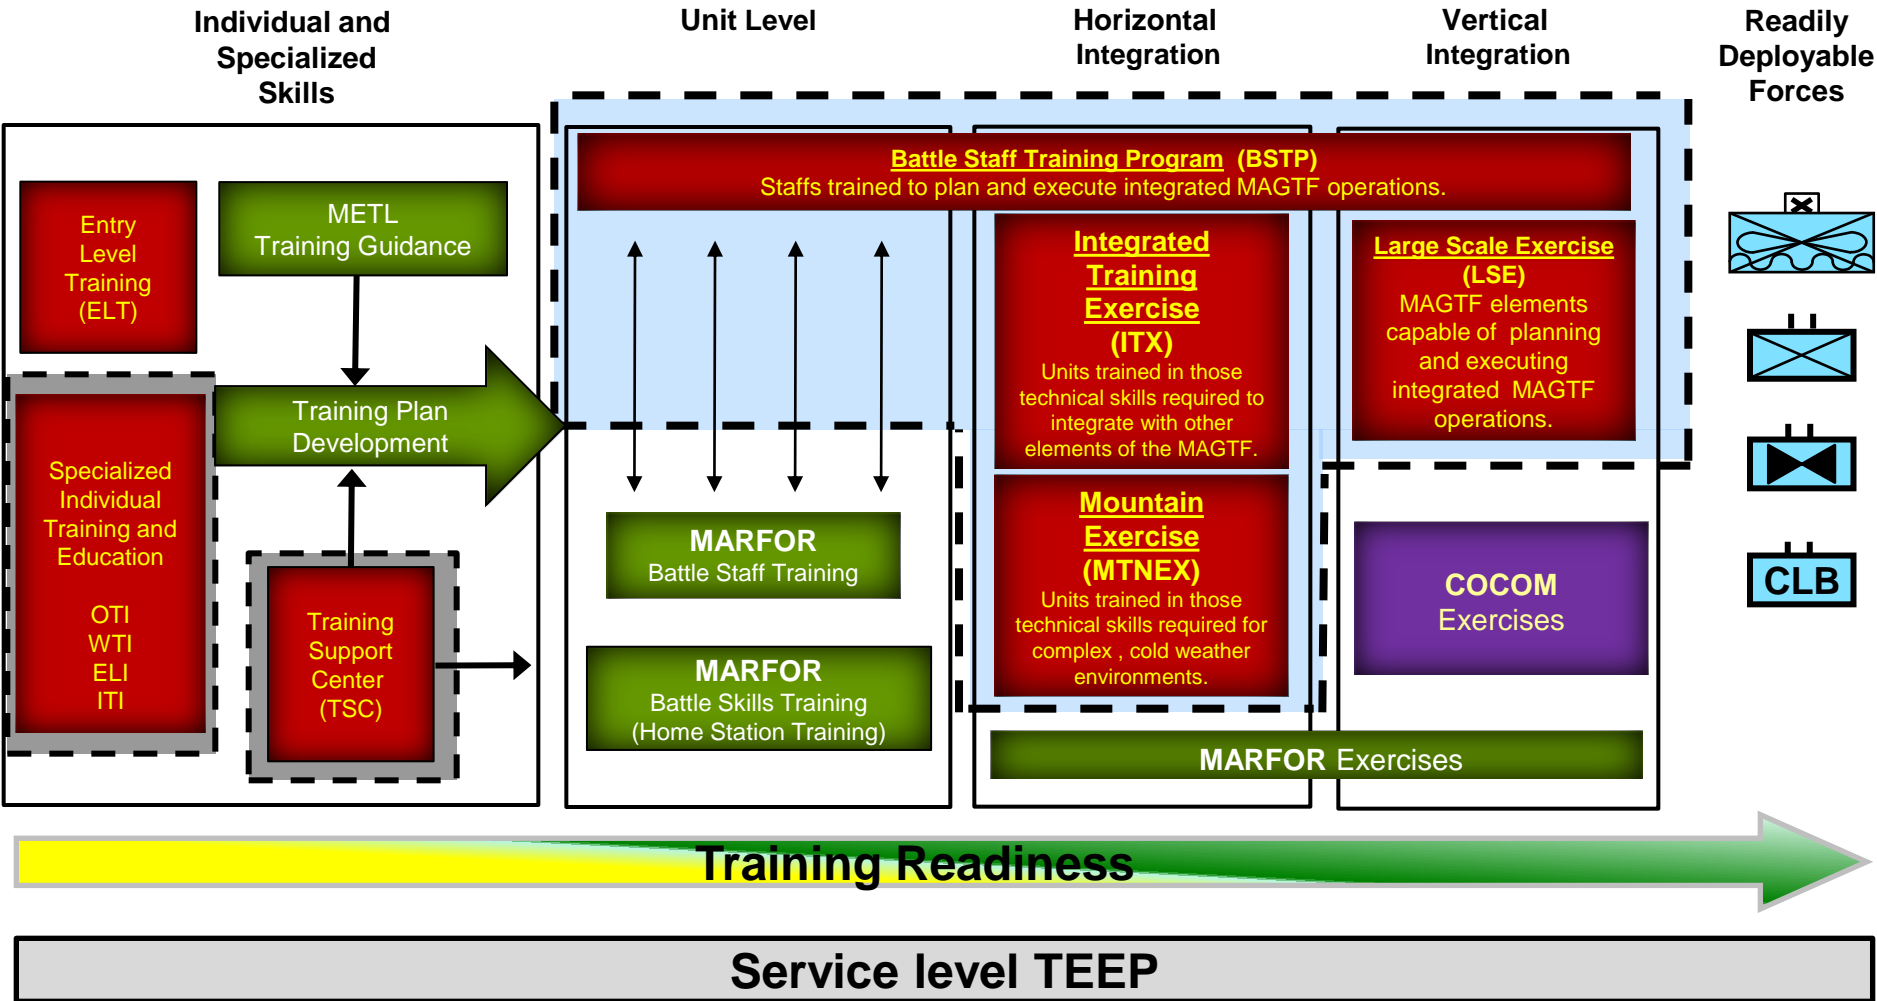 Individual and
Specialized
Skills
Unit Level
Horizontal
Integration
Vertical
Integration
Readily
Deployable
Forces
Entry
Level
Training
(ELT)
METL
Training Guidance
Training Plan
Development
Specialized
Individual
Training and
Education
OTI
WTI
ELI
ITI
Training
Support
Center
(TSC)
Battle Staff Training Program (BSTP)
Staffs trained to plan and execute integrated MAGTF operations.
MARFOR
Battle Staff Training
MARFOR
Battle Skills Training
(Home Station Training)
Integrated
Training
Exercise
(ITX)
Units trained in those
technical skills required to
integrate with other
elements of the MAGTF.
Mountain
Exercise
(MTNEX)
Units trained in those
technical skills required for
complex , cold weather
environments.
Large Scale Exercise
(LSE)
MAGTF elements
capable of planning
and executing
integrated MAGTF
operations.
COCOM
Exercises
MARFOR Exercises
CLB
Training Readiness
Service level TEEP